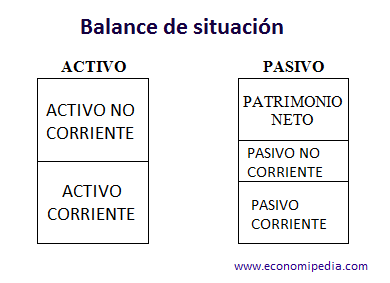 Balance de situación
ACTIVO
ACTIVO NO
CORRIENTE
ACTIVO
CORRIENTE
PASIVO
PATRIMONIO
NETO
PASIVO NO
CORRIENTE
PASIVO
CORRIENTE
www.economipedia.com